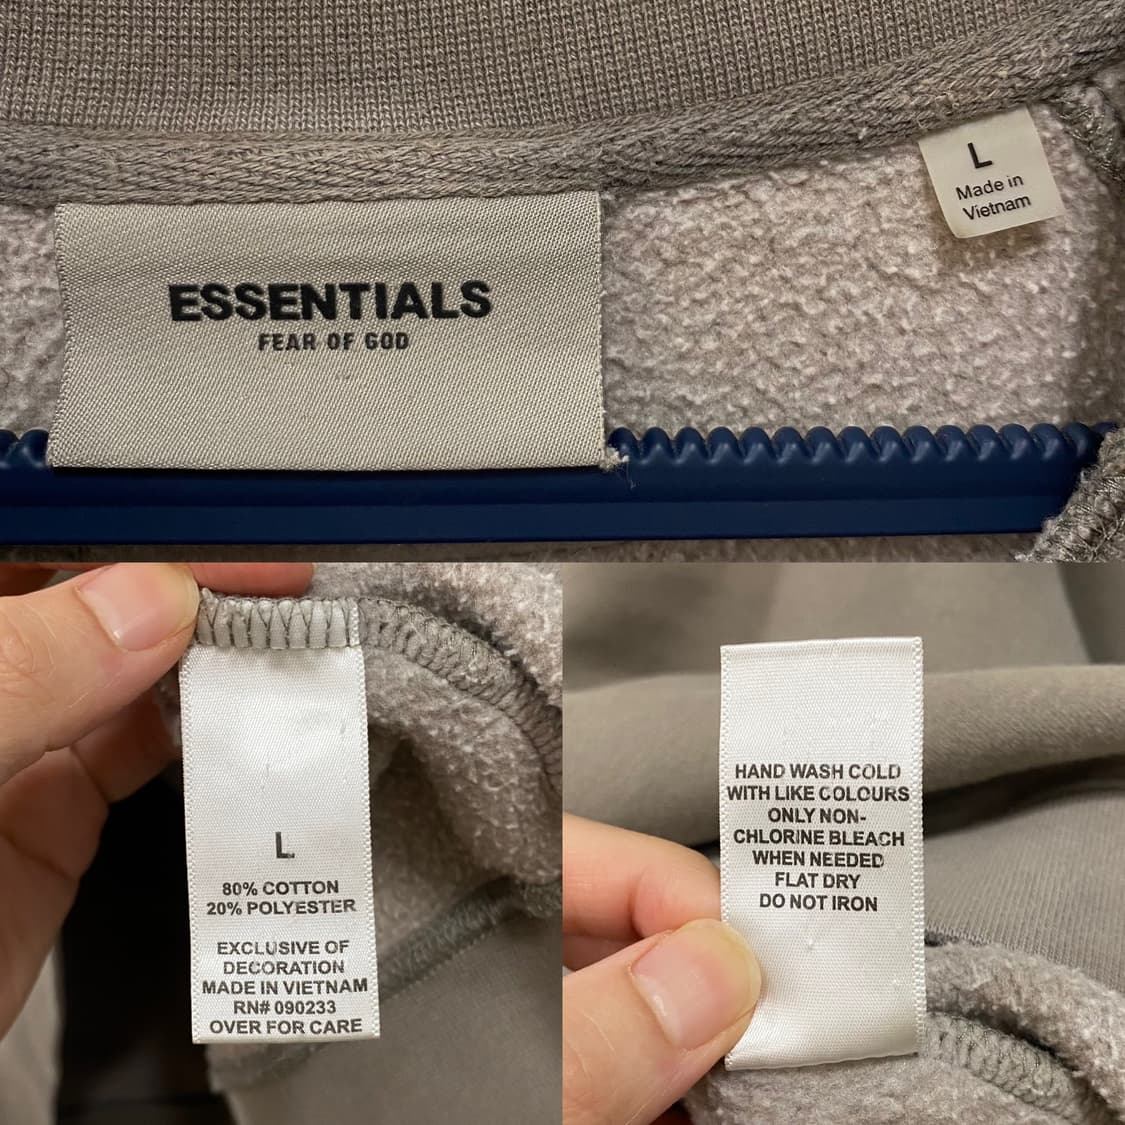 ESSENTIALS
FEAR OF GOD
L
Made in
Vietnam
L
80% COTTON
20% POLYESTER
EXCLUSIVE OF
DECORATION
MADE IN VIETNAM
RN# 090233
OVER FOR CARE
HAND WASH COLD
WITH LIKE COLOURS
ONLY NON-
CHLORINE BLEACH
WHEN NEEDED
FLAT DRY
DO NOT IRON